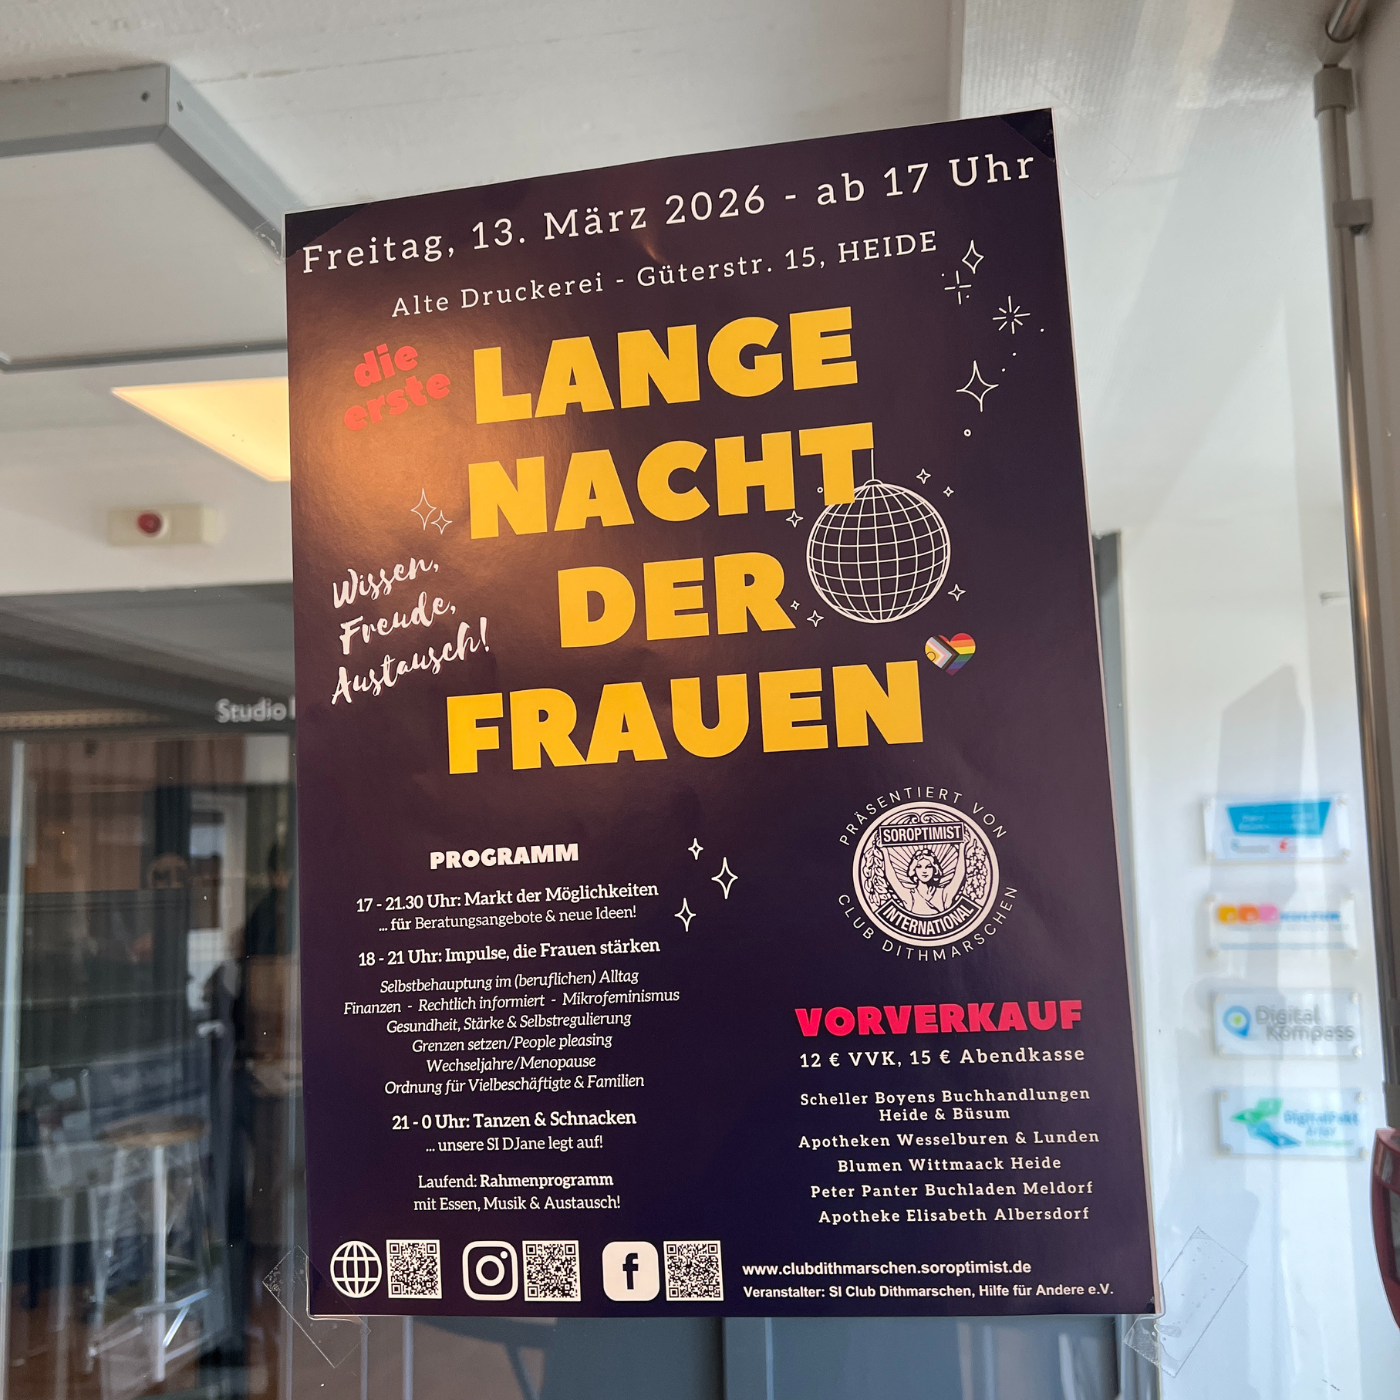 Freitag, 13. März 2026 - ab 17 Uhr
Alte Druckerei - Güterstr. 15, HEIDE
die
erste
LANGE
NACHT
DER
FRAUEN
Wissen,
Freude,
Austausch!
PROGRAMM
17 - 21.30 Uhr: Markt der Möglichkeiten
... für Beratungsangebote & neue Ideen!
18 - 21 Uhr: Impulse, die Frauen stärken
Selbstbehauptung im (beruflichen) Alltag
Finanzen - Rechtlich informiert - Mikrofeminismus
Gesundheit, Stärke & Selbstregulierung
Grenzen setzen/People pleasing
Wechseljahre/Menopause
Ordnung für Vielbeschäftigte & Familien
21 - 0 Uhr: Tanzen & Schnacken
... unsere SI DJane legt auf!
Laufend: Rahmenprogramm
mit Essen, Musik & Austausch!
PRÄSENTIERT VON
SOROPTIMIST
INTERNATIONAL
CLUB DITHMARSCHEN
VORVERKAUF
12 € VVK, 15 € Abendkasse
Scheller Boyens Buchhandlungen
Heide & Büsum
Apotheken Wesselburen & Lunden
Blumen Wittmaack Heide
Peter Panter Buchladen Meldorf
Apotheke Elisabeth Albersdorf
www.clubdithmarschen.soroptimist.de
Veranstalter: SI Club Dithmarschen, Hilfe für Andere e.V.
Studio
Digital
Kompass